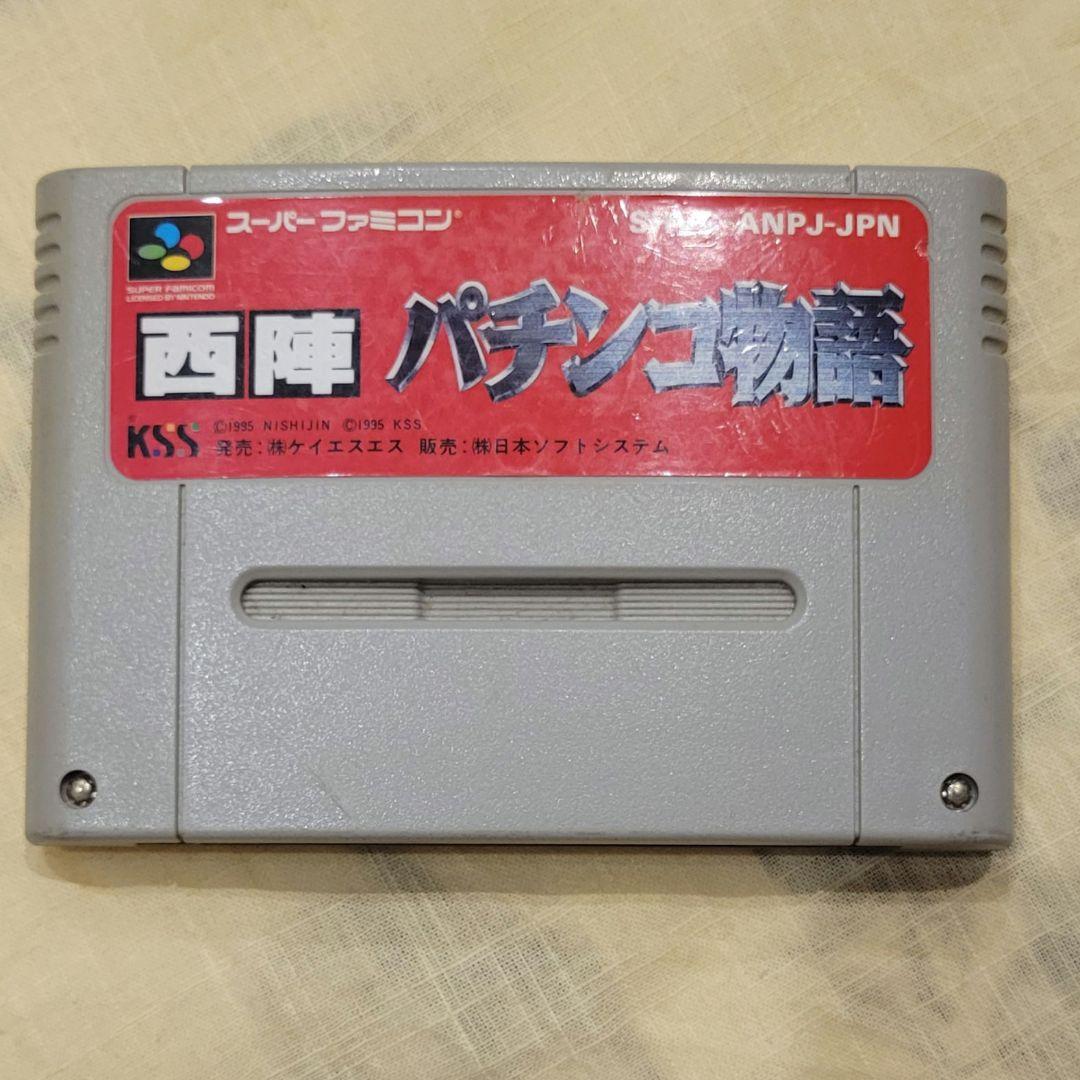 スーパーファミコン®
ANPJ-JPN
SUPER FAMICOM
LICENSED BY NINTENDO
西陣 パチンコ物語
KSS
©1995 NISHIJIN ©1995 KSS
発売:㈱ケイエスエス 販売:㈱日本ソフトシステム